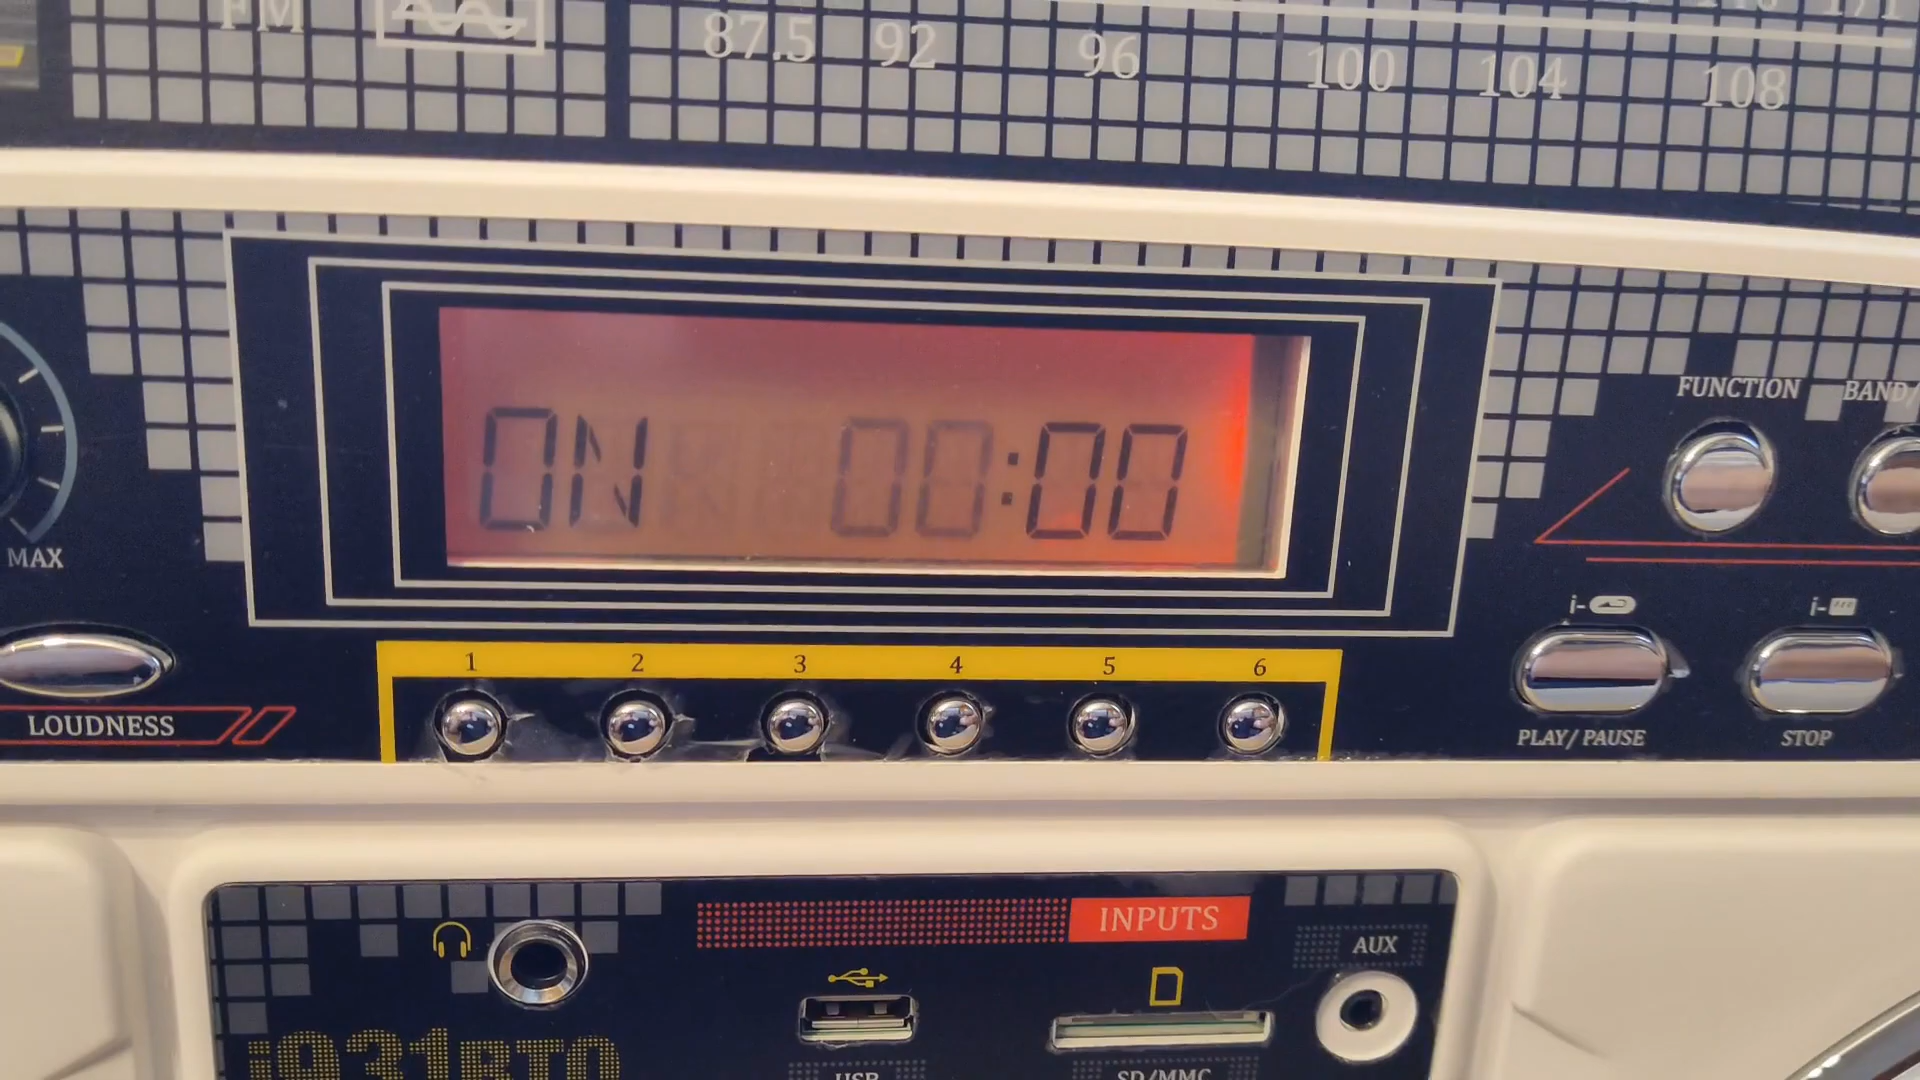 FM
87.5 92 96 100 104 108
ON 00:00
FUNCTION
BAND/
MAX
LOUDNESS
1 2 3 4 5 6
i- i-
PLAY/PAUSE
STOP
INPUTS
AUX
i931BT0
USB
SD/MMC